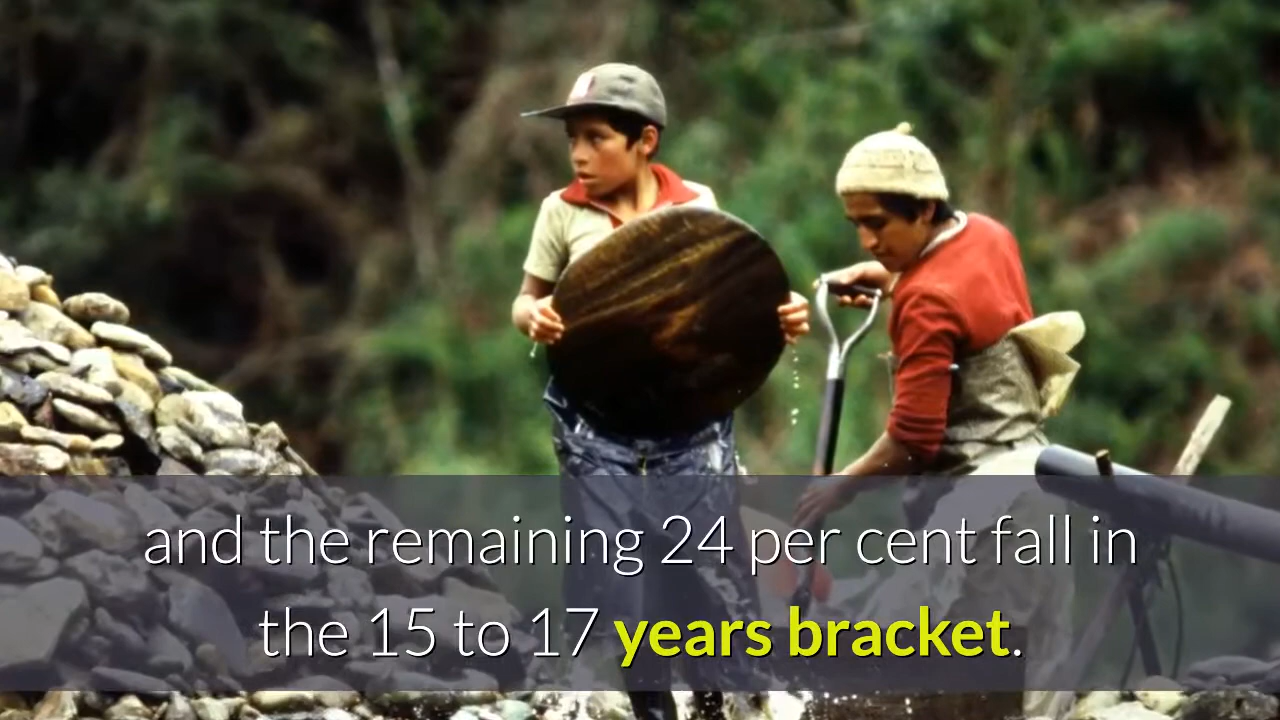 and the remaining 24 per cent fall in
the 15 to 17 years bracket.